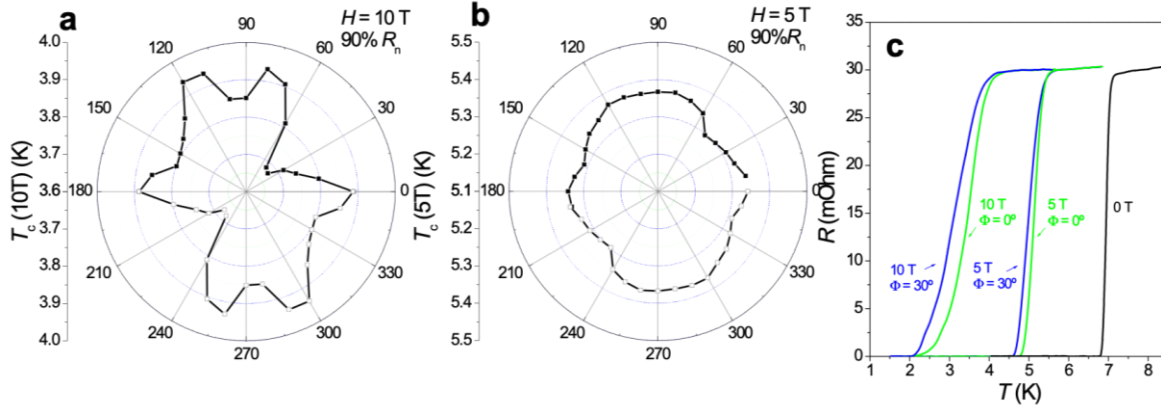 a
H = 10 T
90% Rn
Tc (10T) (K)
4.0
3.9
3.8
3.7
3.6
3.7
3.8
3.9
4.0
0
30
60
90
120
150
180
210
240
270
300
330
b
H = 5 T
90%Rn
Tc (5T) (K)
5.5
5.4
5.3
5.2
5.1
5.2
5.3
5.4
5.5
0
30
60
90
120
150
180
210
240
270
300
330
c
R (mOhm)
35
30
25
20
15
10
5
0
10 T
Φ = 0º
5 T
Φ = 0º
0 T
10 T
Φ = 30º
5 T
Φ = 30º
1 2 3 4 5 6 7 8
T (K)